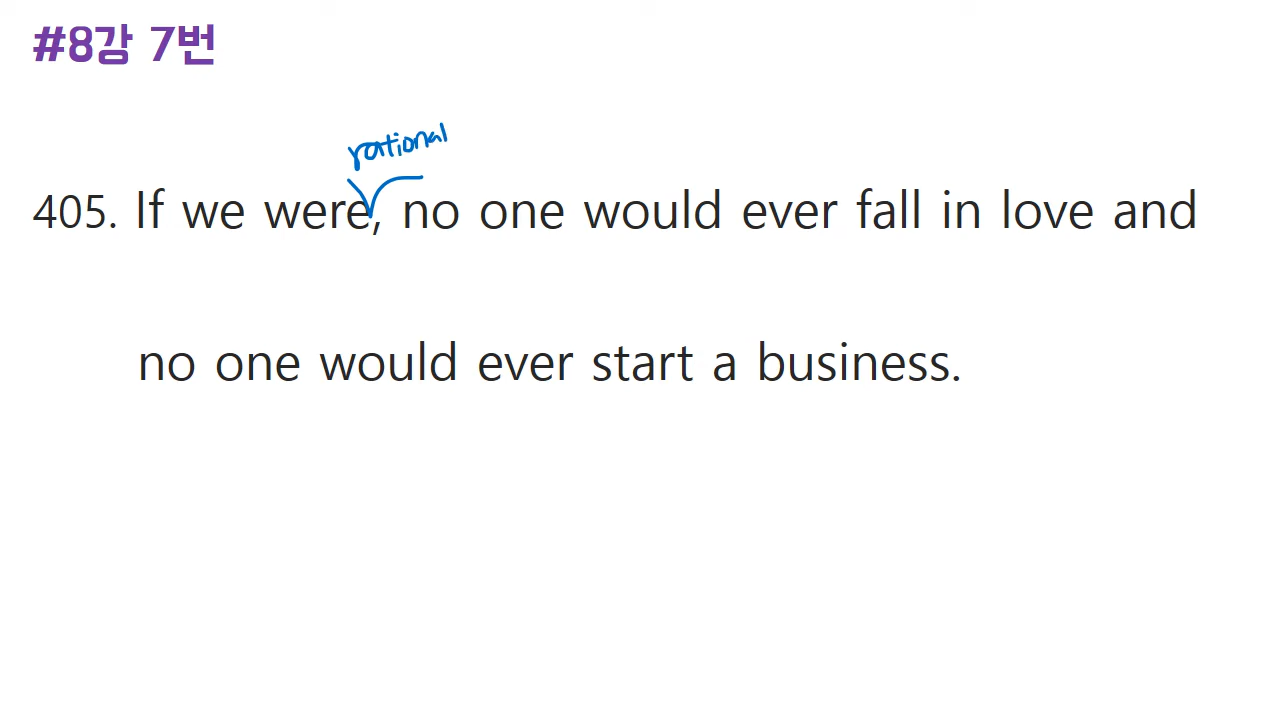 #8강 7번
rational
405. If we were, no one would ever fall in love and
no one would ever start a business.